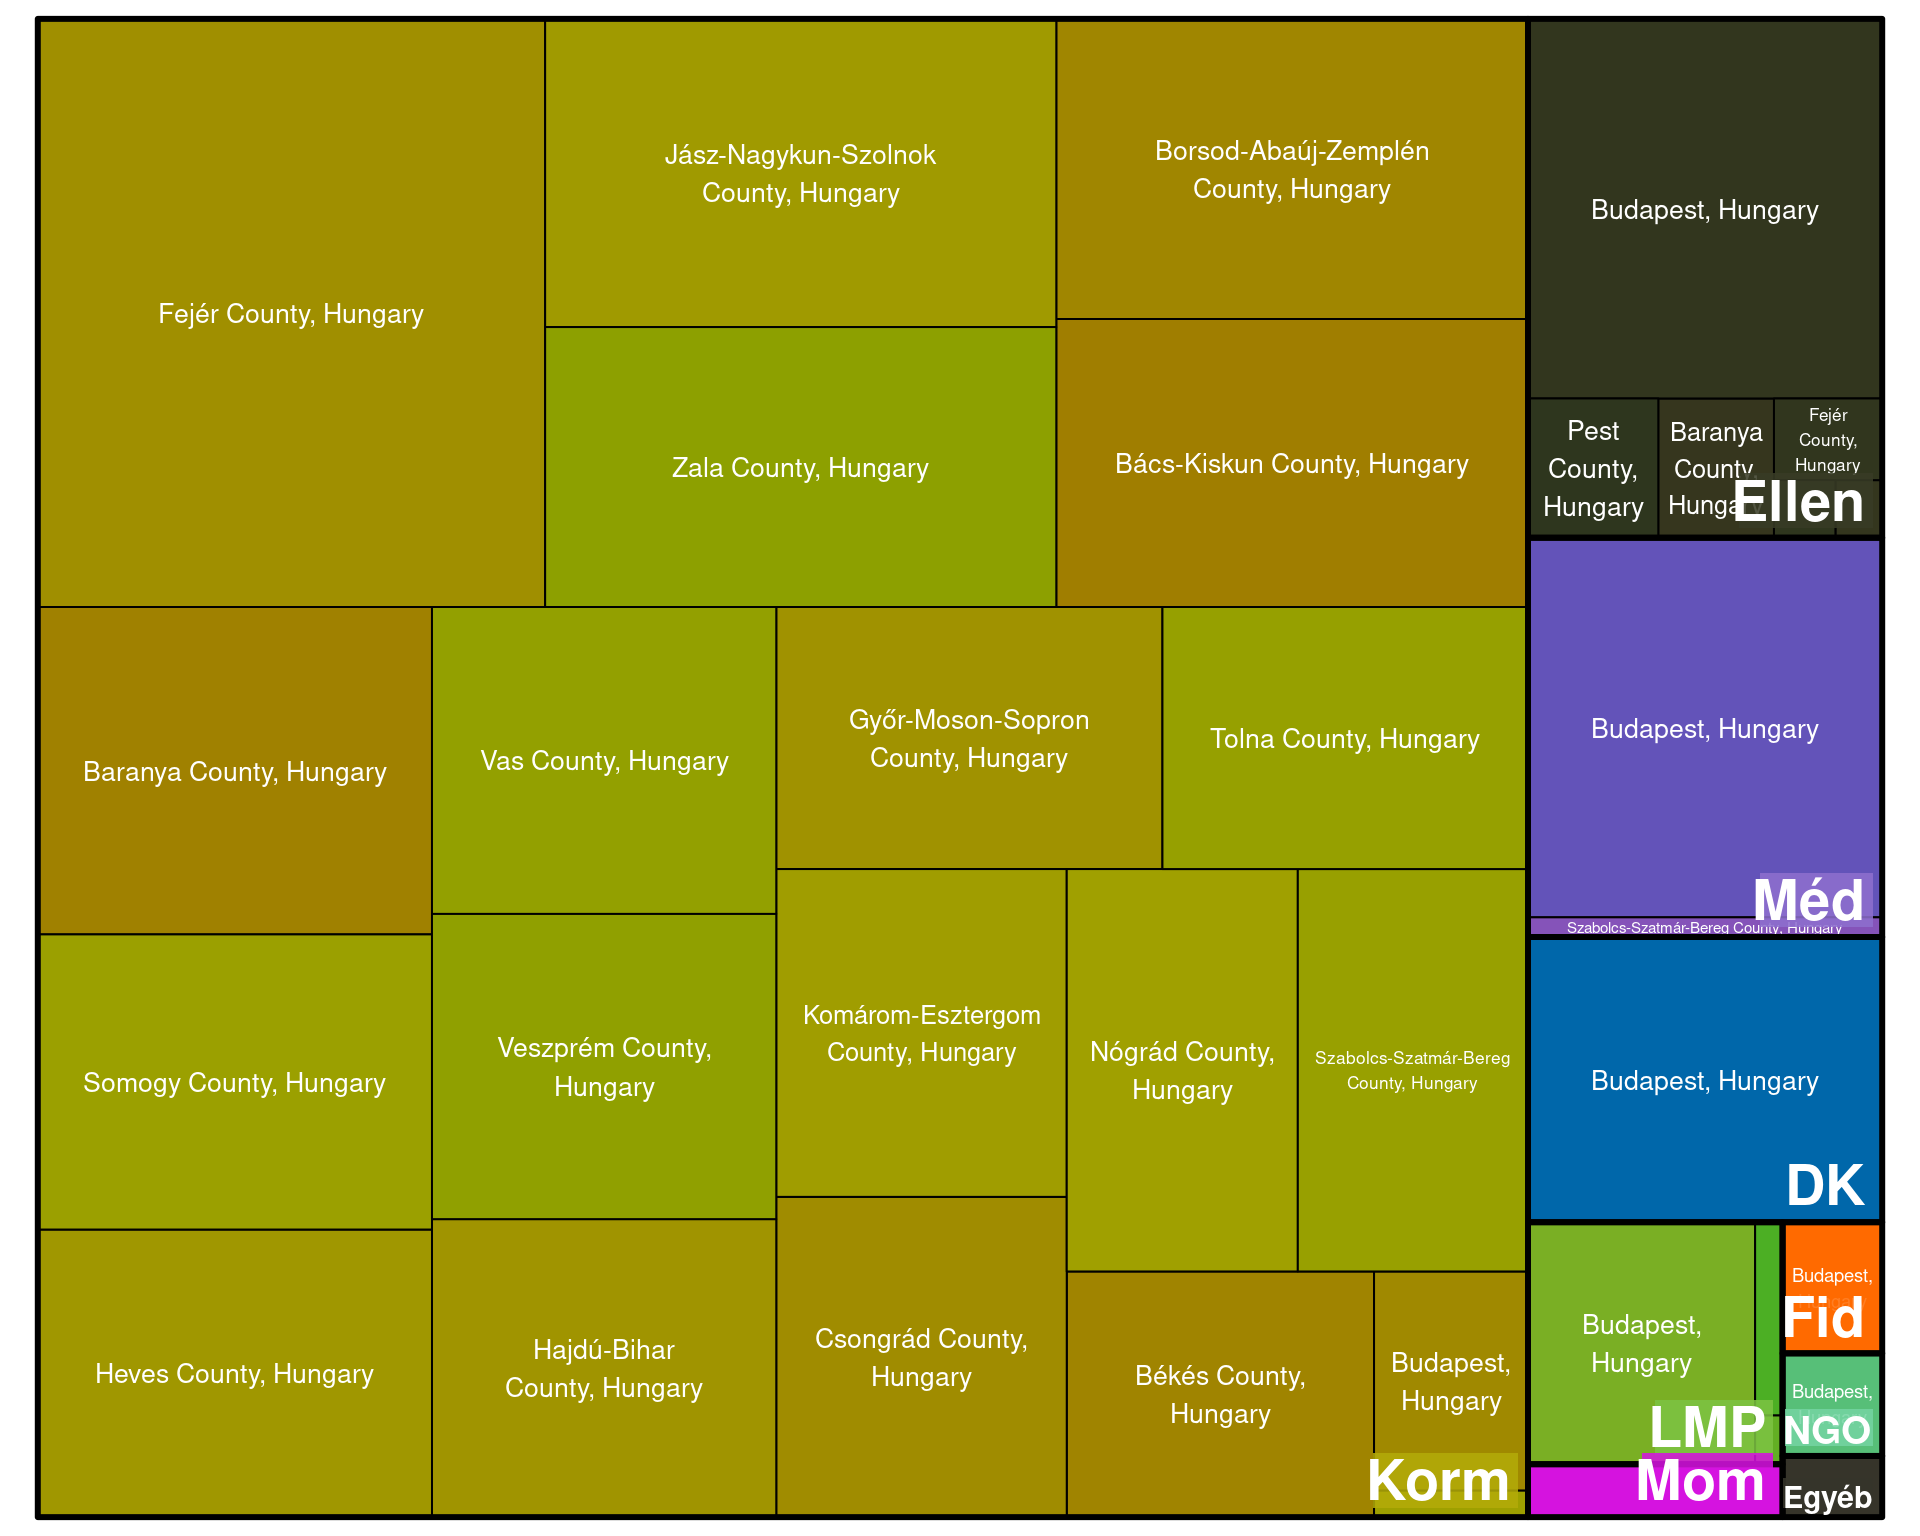 Fejér County, Hungary
Jász-Nagykun-Szolnok
County, Hungary
Zala County, Hungary
Borsod-Abaúj-Zemplén
County, Hungary
Bács-Kiskun County, Hungary
Baranya County, Hungary
Somogy County, Hungary
Heves County, Hungary
Vas County, Hungary
Veszprém County,
Hungary
Hajdú-Bihar
County, Hungary
Győr-Moson-Sopron
County, Hungary
Tolna County, Hungary
Komárom-Esztergom
County, Hungary
Csongrád County,
Hungary
Nógrád County,
Hungary
Szabolcs-Szatmár-Bereg
County, Hungary
Békés County,
Hungary
Budapest,
Hungary
Korm
Budapest, Hungary
Pest
County,
Hungary
Baranya
County,
Hungary
Fejér
County,
Hungary
Ellen
Budapest, Hungary
Szabolcs-Szatmár-Bereg County, Hungary
Méd
Budapest, Hungary
DK
Budapest,
Hungary
LMP
Mom
Budapest,
Fid
Budapest,
NGO
Egyéb